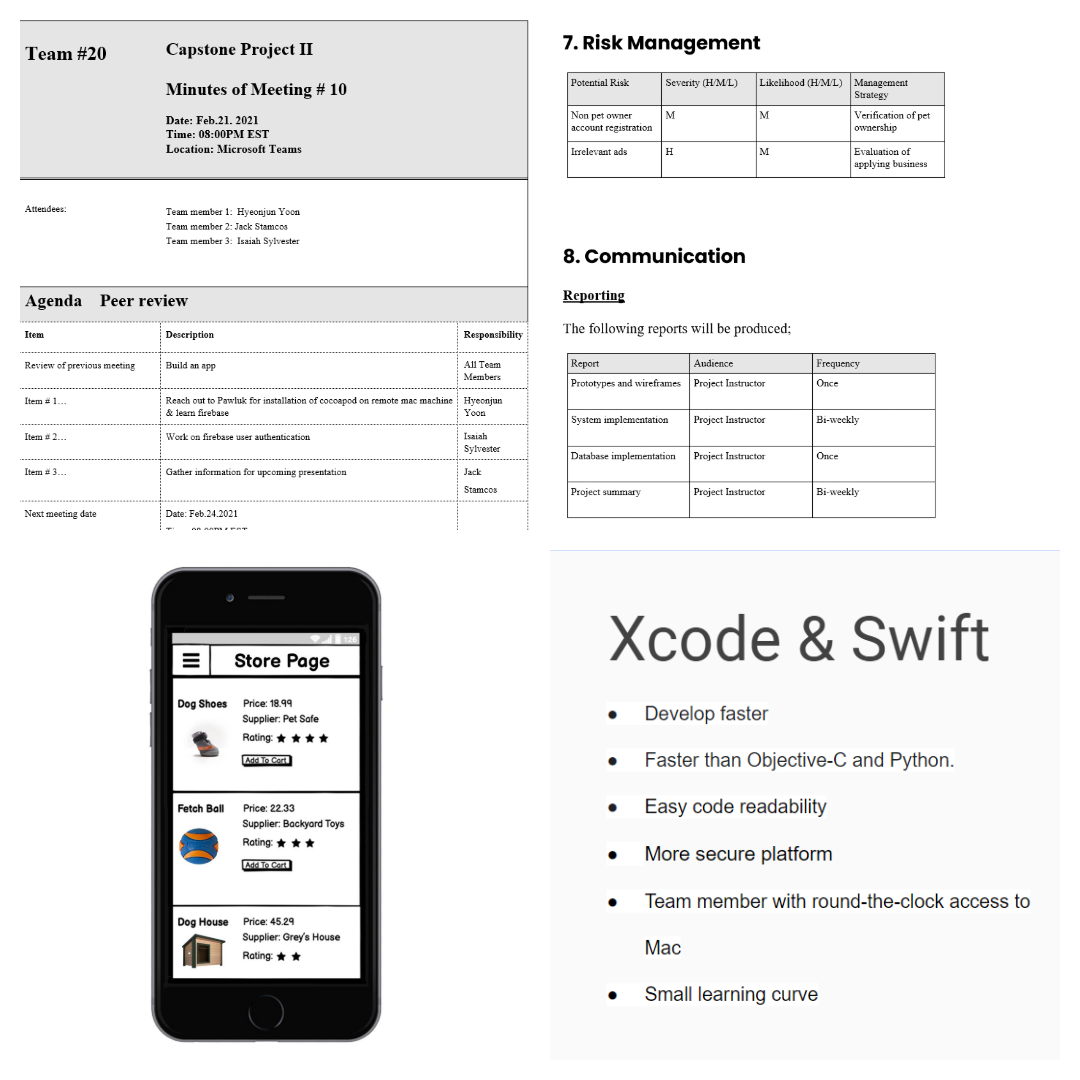 Team #20
Capstone Project II
Minutes of Meeting # 10
Date: Feb.21. 2021
Time: 08:00PM EST
Location: Microsoft Teams
Attendees:
Team member 1:  Hyeonjun Yoon
Team member 2: Jack Stamcos
Team member 3:  Isaiah Sylvester
Agenda    Peer review
Item Description Responsibility
Review of previous meeting Build an app All Team
Members
Item # 1… Reach out to Pawluk for installation of cocoapod on remote mac machine Hyeonjun
& learn firebase Yoon
Item # 2… Work on firebase user authentication Isaiah
Sylvester
Item # 3… Gather information for upcoming presentation Jack
Stamcos
Next meeting date Date: Feb.24.2021
7. Risk Management
Potential Risk Severity (H/M/L) Likelihood (H/M/L) Management
Strategy
Non pet owner M M Verification of pet
account registration ownership
Irrelevant ads H M Evaluation of
applying business
8. Communication
Reporting
The following reports will be produced;
Report Audience Frequency
Prototypes and wireframes Project Instructor Once
System implementation Project Instructor Bi-weekly
Database implementation Project Instructor Once
Project summary Project Instructor Bi-weekly
Store Page
Dog Shoes Price: 18.99
Supplier: Pet Safe
Rating: ★ ★ ★ ★
Add To Cart
Fetch Ball Price: 22.33
Supplier: Backyard Toys
Rating: ★ ★ ★
Add To Cart
Dog House Price: 45.29
Supplier: Grey's House
Rating: ★ ★
Xcode & Swift
● Develop faster
● Faster than Objective-C and Python.
● Easy code readability
● More secure platform
● Team member with round-the-clock access to
Mac
● Small learning curve